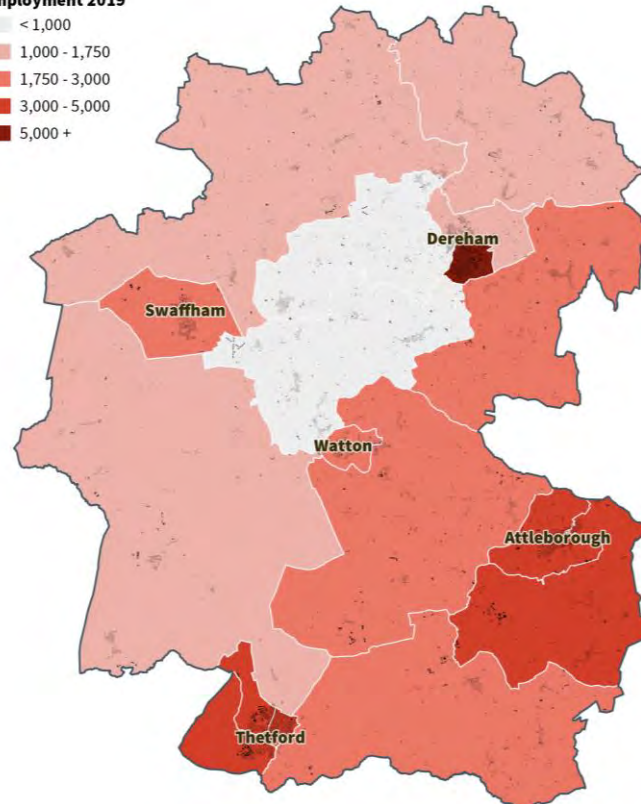 2019
< 1,000
1,000 - 1,750
1,750 - 3,000
3,000 - 5,000
5,000 +
Dereham
Swaffham
Watton
Attleborough
Thetford